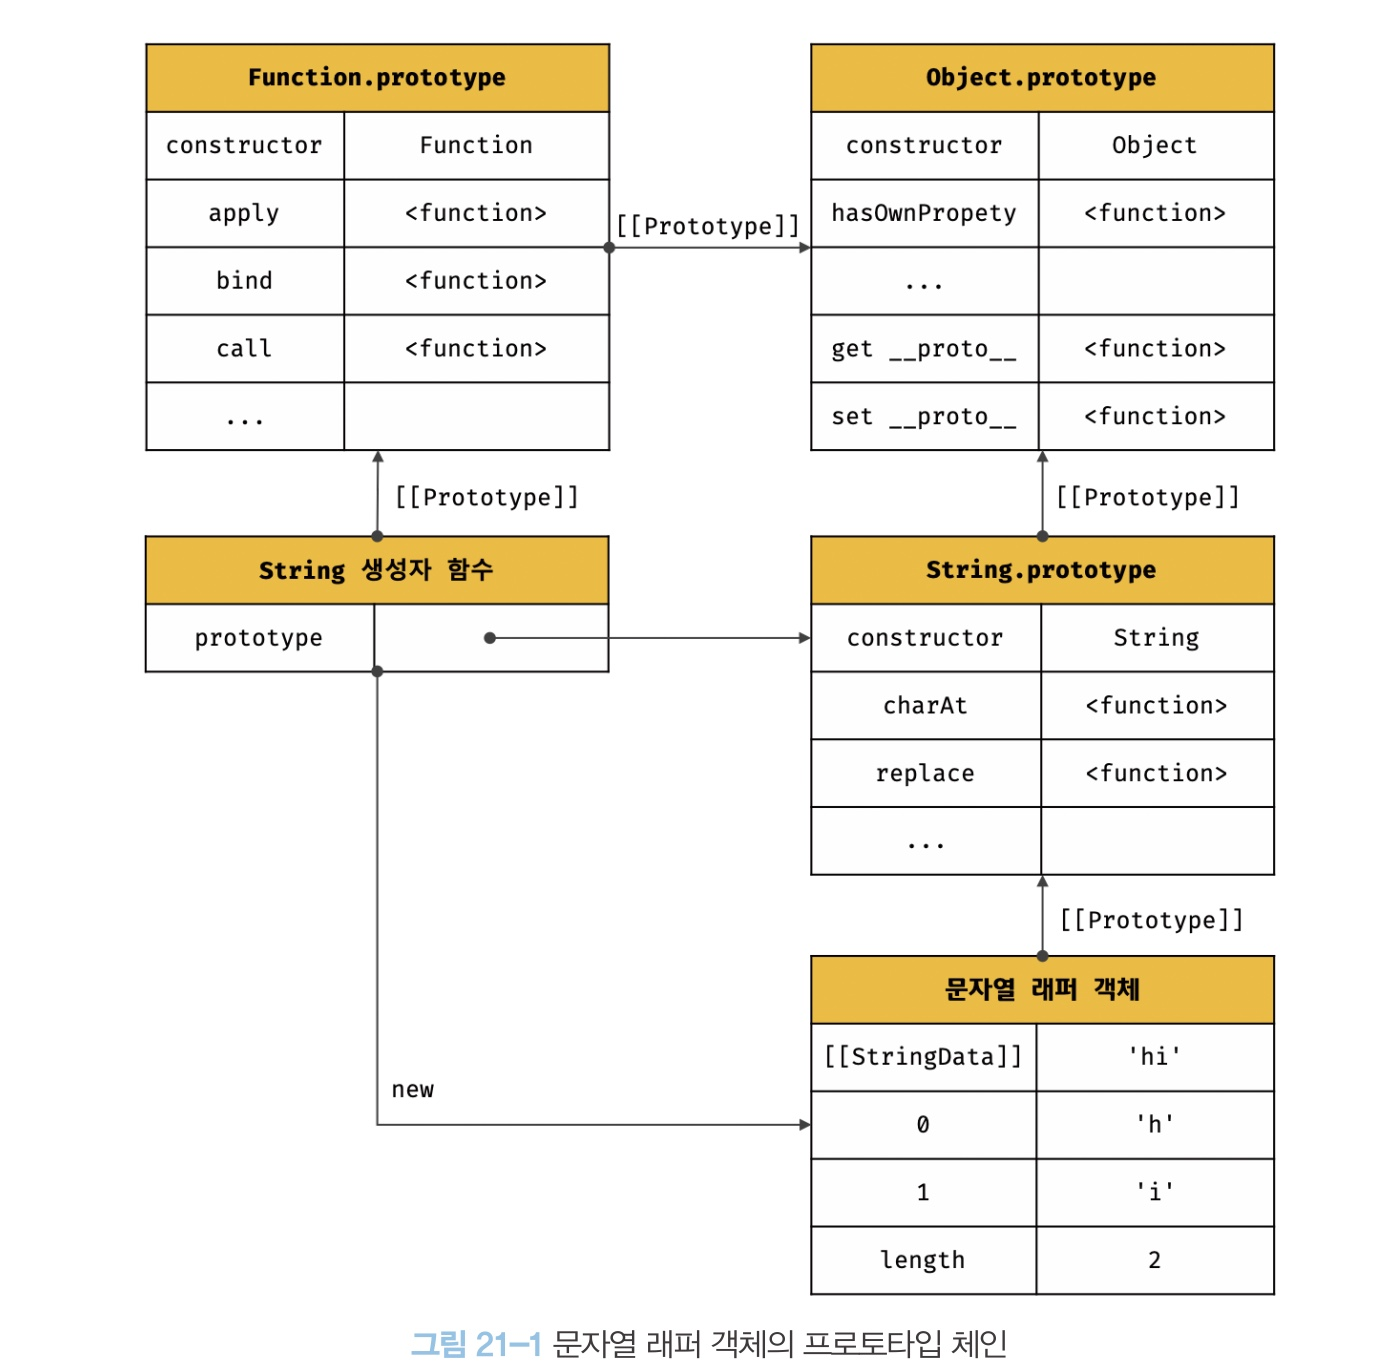 Function.prototype
constructor Function
apply <function>
bind <function>
call <function>
...
[[Prototype]]
Object.prototype
constructor Object
hasOwnPropety <function>
...
get __proto__ <function>
set __proto__ <function>
[[Prototype]]
[[Prototype]]
String 생성자 함수
prototype
String.prototype
constructor String
charAt <function>
replace <function>
...
[[Prototype]]
new
문자열 래퍼 객체
[[StringData]] 'hi'
0 'h'
1 'i'
length 2
그림 21-1 문자열 래퍼 객체의 프로토타입 체인